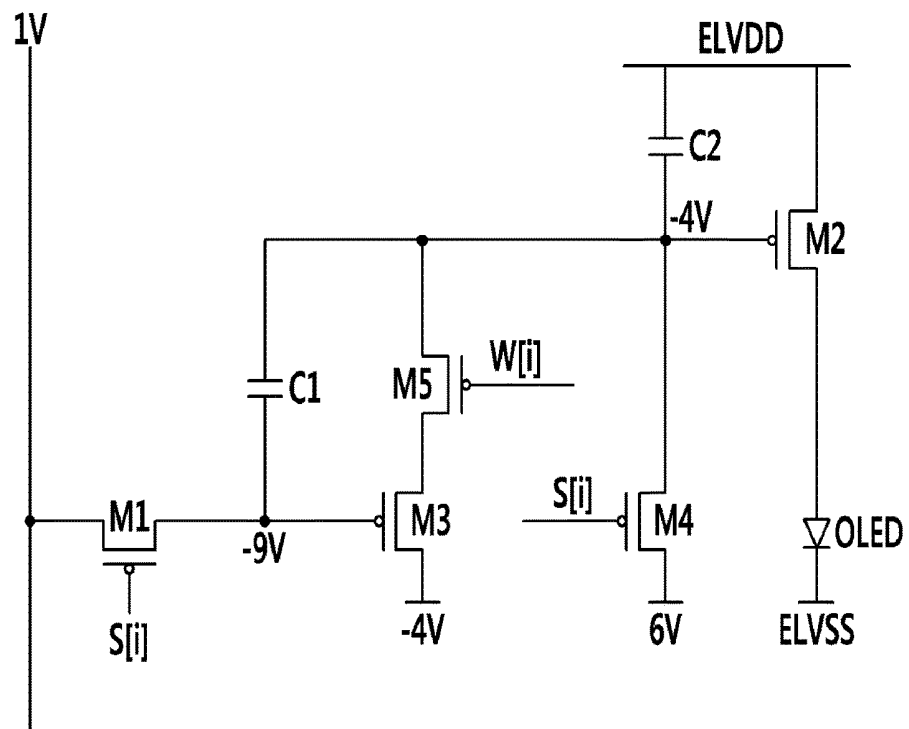 1V
ELVDD
C2
-4V
M2
W[i]
M5
C1
S[i]
M1
M3
M4
OLED
-9V
-4V
6V
ELVSS
S[i]